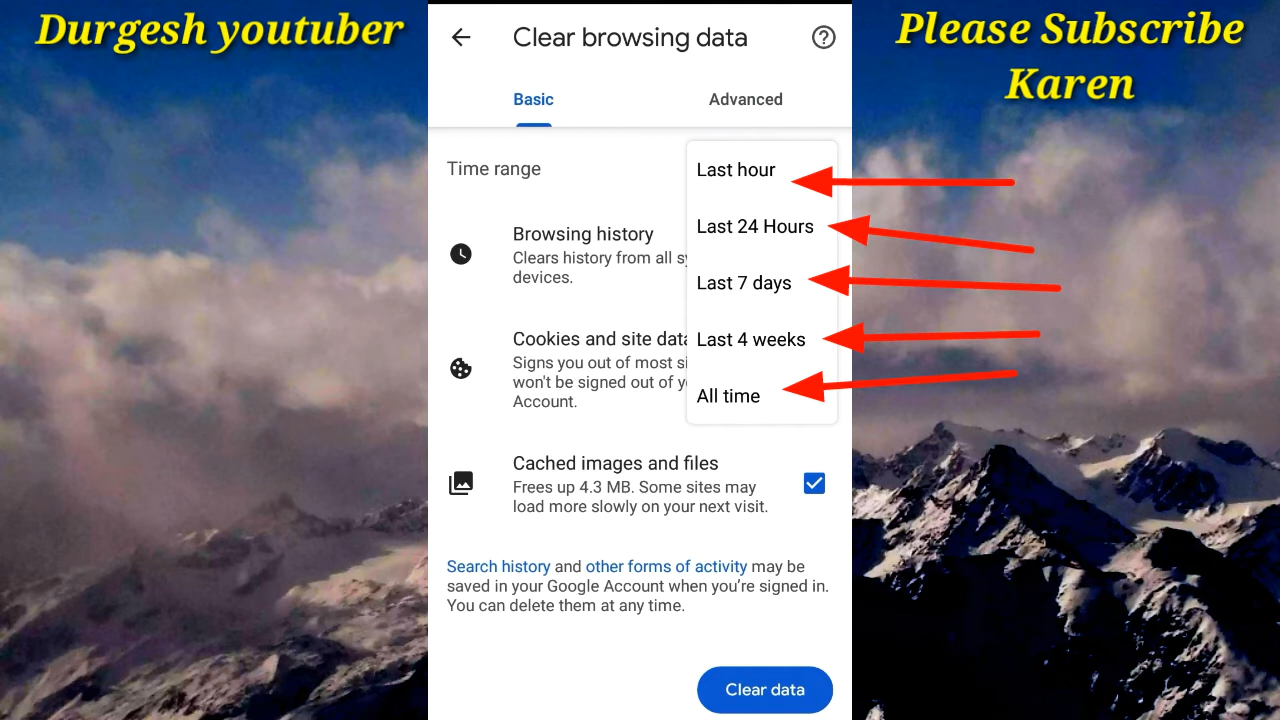 Durgesh youtuber
Please Subscribe
Karen
Clear browsing data
Basic
Advanced
Time range
Last hour
Last 24 Hours
Last 7 days
Last 4 weeks
All time
Browsing history
Clears history from all
devices.
Cookies and site data
Signs you out of most
won't be signed out of
Account.
Cached images and files
Frees up 4.3 MB. Some sites may
load more slowly on your next visit.
Search history and other forms of activity may be
saved in your Google Account when you're signed in.
You can delete them at any time.
Clear data